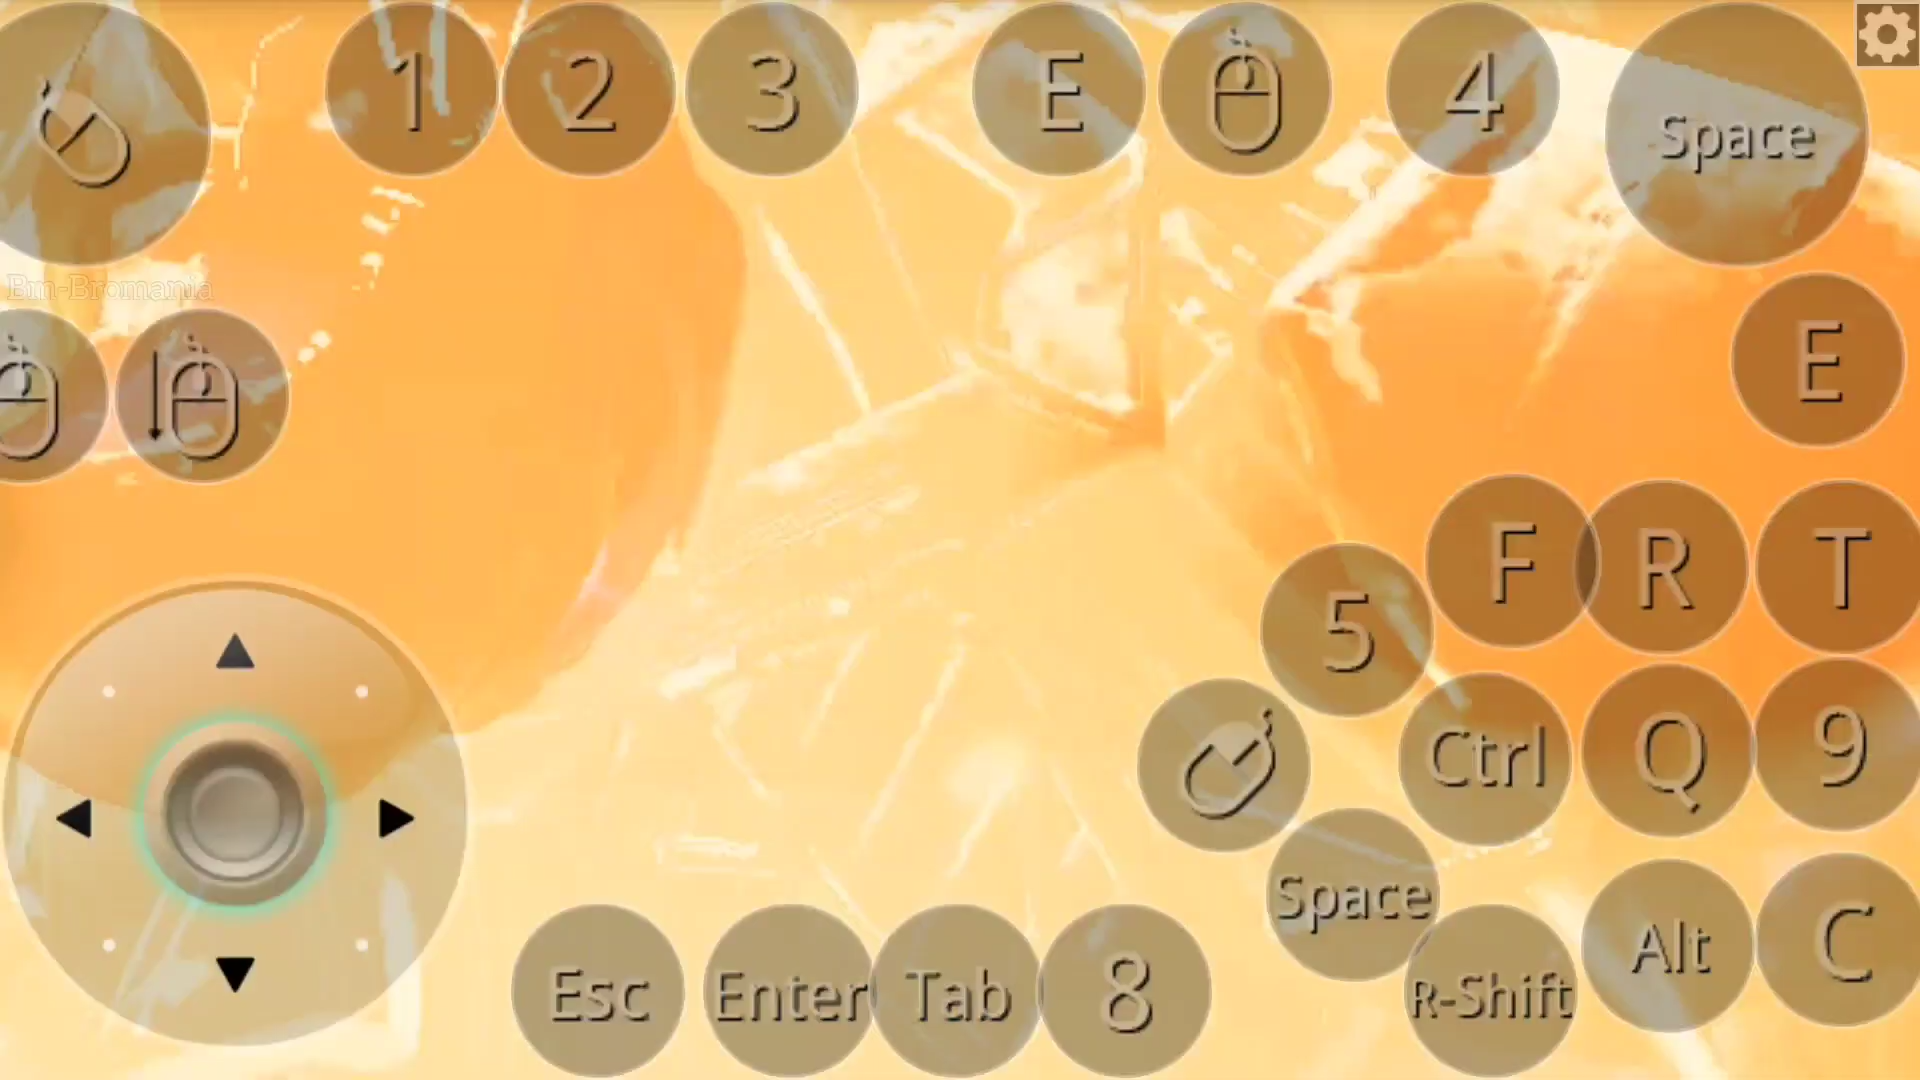 1 2 3 E 4 Space
Bm-Bromania
E
F R T
5
Ctrl Q 9
Space
Alt C
Esc Enter Tab 8 R-Shift